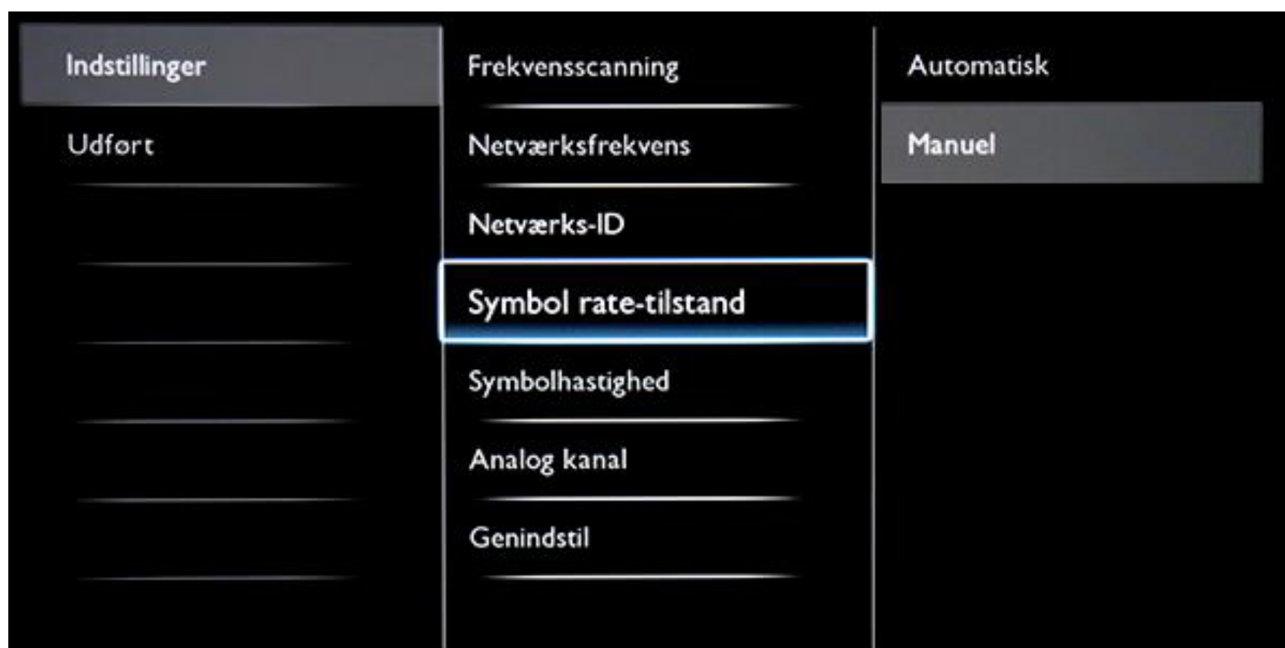 Indstillinger
Udført
Frekvensscanning
Netværksfrekvens
Netværks-ID
Symbol rate-tilstand
Symbolhastighed
Analog kanal
Genindstil
Automatisk
Manuel